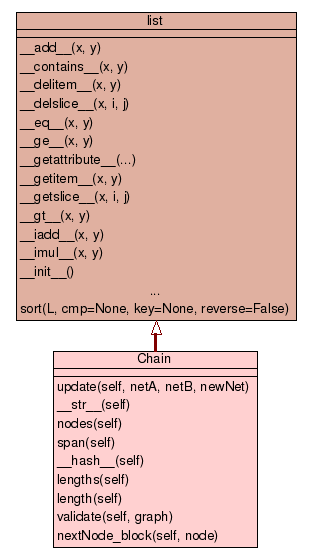 list
__add__(x, y)
__contains__(x, y)
__delitem__(x, y)
__delslice__(x, i, j)
__eq__(x, y)
__ge__(x, y)
__getattribute__(...)
__getitem__(x, y)
__getslice__(x, i, j)
__gt__(x, y)
__iadd__(x, y)
__imul__(x, y)
__init__()
...
sort(L, cmp=None, key=None, reverse=False)
Chain
update(self, netA, netB, newNet)
__str__(self)
nodes(self)
span(self)
__hash__(self)
lengths(self)
length(self)
validate(self, graph)
nextNode_block(self, node)